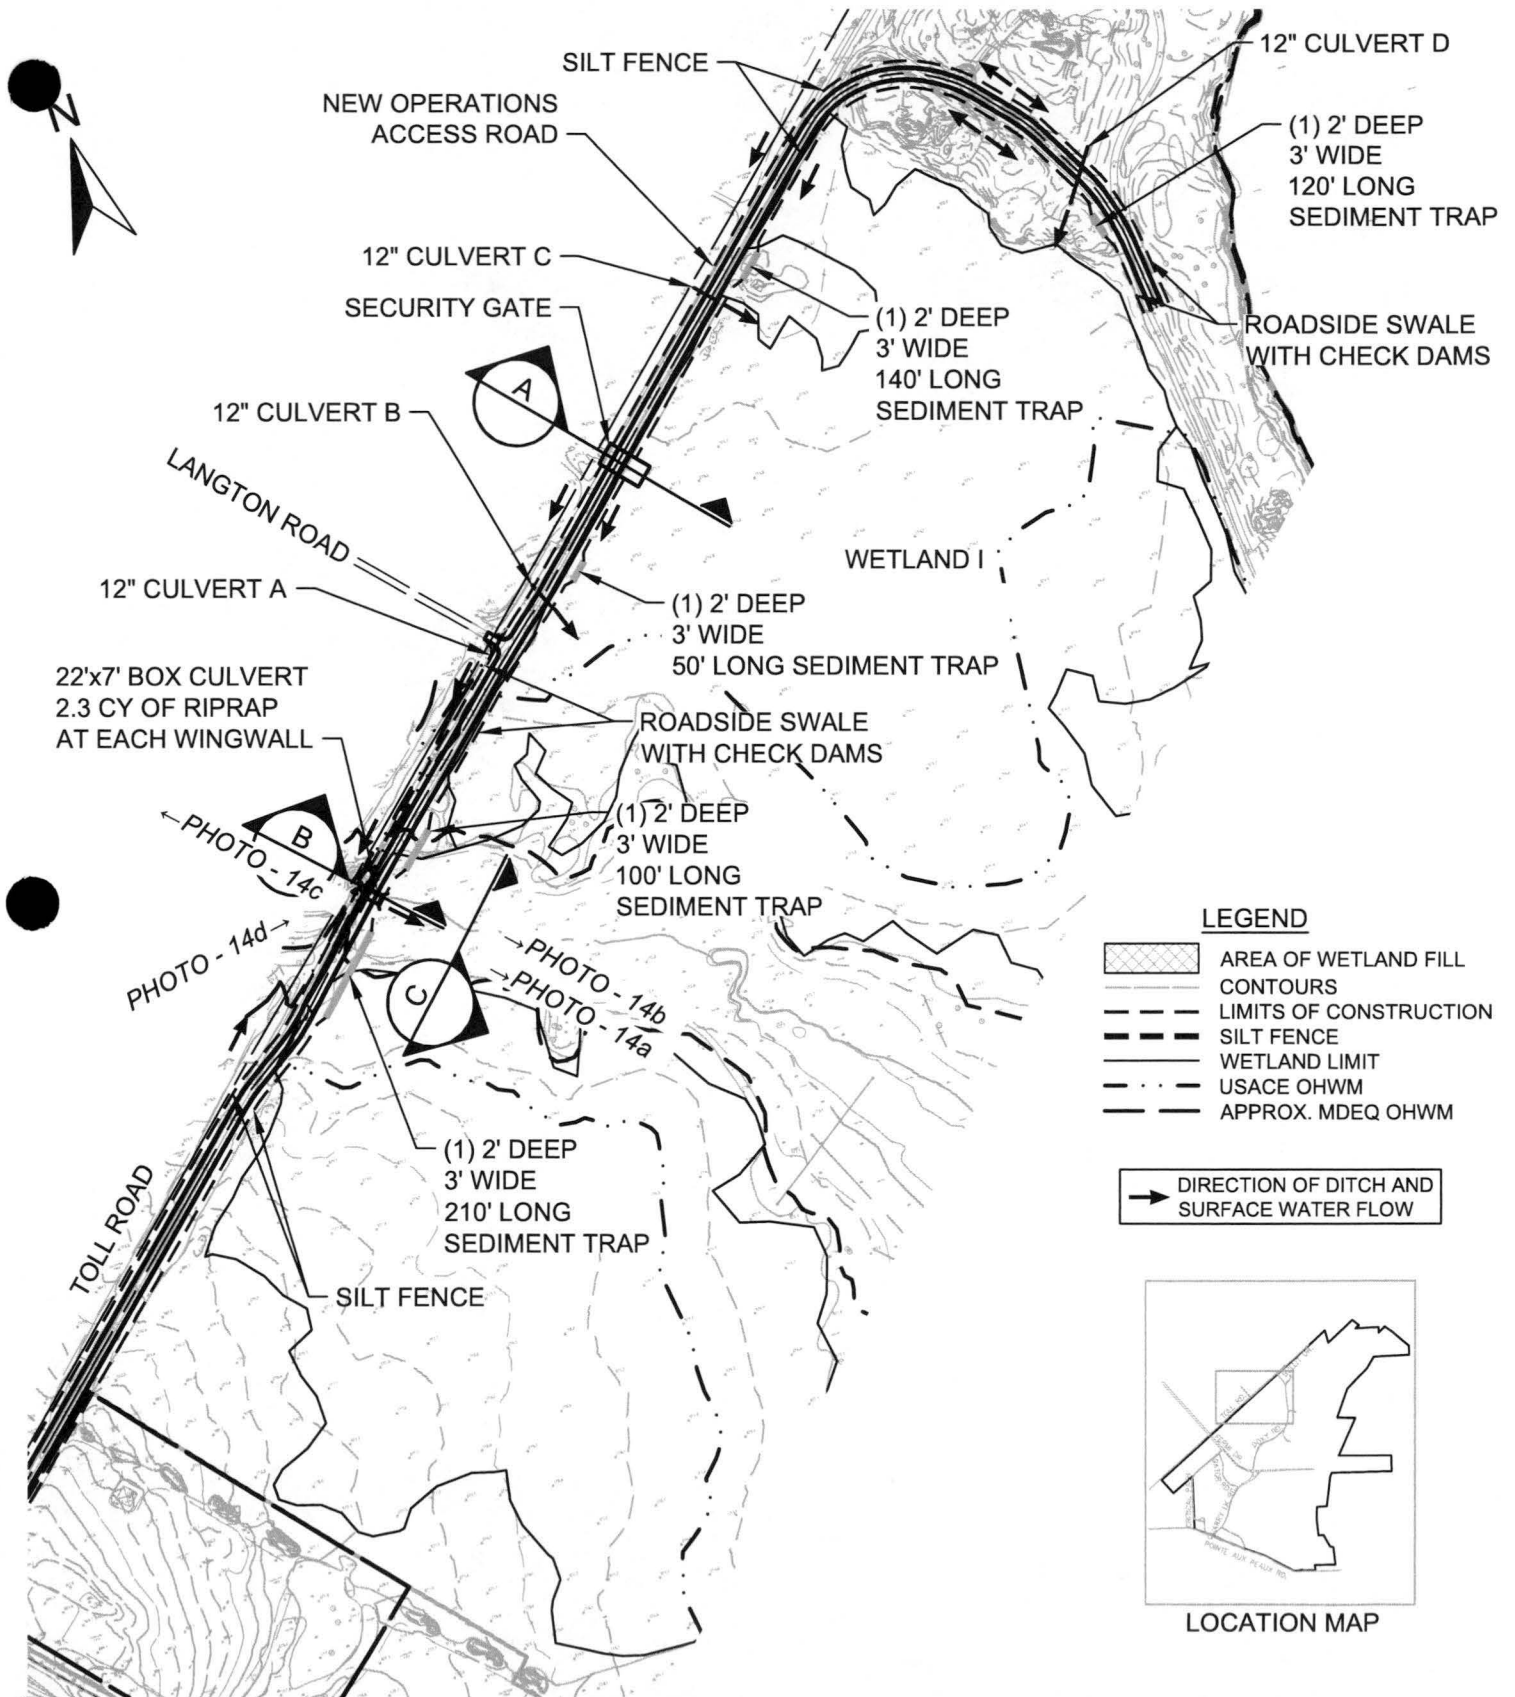 N
SILT FENCE
12" CULVERT D
NEW OPERATIONS
ACCESS ROAD
(1) 2' DEEP
3' WIDE
120' LONG
SEDIMENT TRAP
12" CULVERT C
SECURITY GATE
(1) 2' DEEP
3' WIDE
140' LONG
SEDIMENT TRAP
ROADSIDE SWALE
WITH CHECK DAMS
A
12" CULVERT B
LANGTON ROAD
WETLAND I
12" CULVERT A
(1) 2' DEEP
3' WIDE
50' LONG SEDIMENT TRAP
22'x7' BOX CULVERT
2.3 CY OF RIPRAP
AT EACH WINGWALL
ROADSIDE SWALE
WITH CHECK DAMS
B
←PHOTO - 14c
(1) 2' DEEP
3' WIDE
100' LONG
SEDIMENT TRAP
PHOTO - 14d→
→PHOTO - 14b
→PHOTO - 14a
C
LEGEND
AREA OF WETLAND FILL
CONTOURS
LIMITS OF CONSTRUCTION
SILT FENCE
WETLAND LIMIT
USACE OHWM
APPROX. MDEQ OHWM
(1) 2' DEEP
3' WIDE
210' LONG
SEDIMENT TRAP
DIRECTION OF DITCH AND
SURFACE WATER FLOW
TOLL ROAD
SILT FENCE
TOLL RD.
POINTE AUX PEAUX RD.
LOCATION MAP